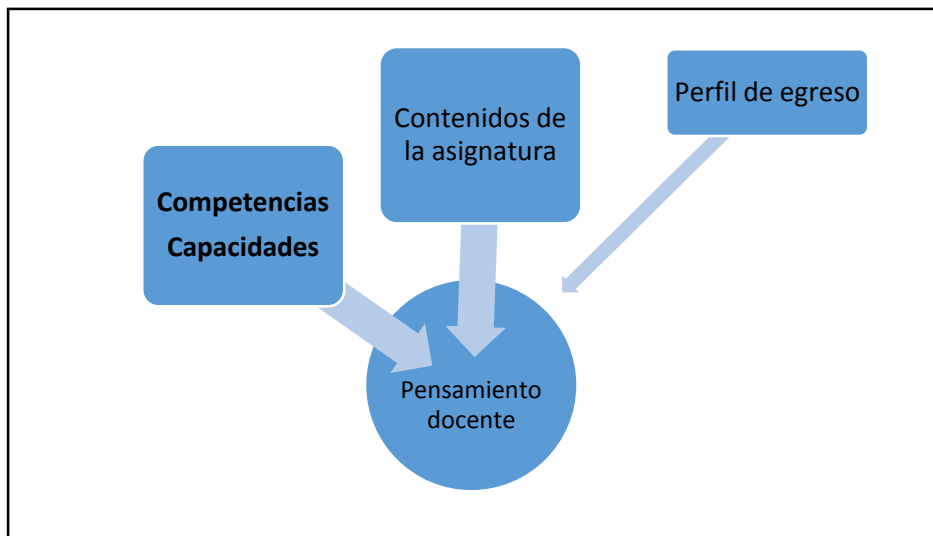 Perfil de egreso
Contenidos de
la asignatura
Competencias
Capacidades
Pensamiento
docente